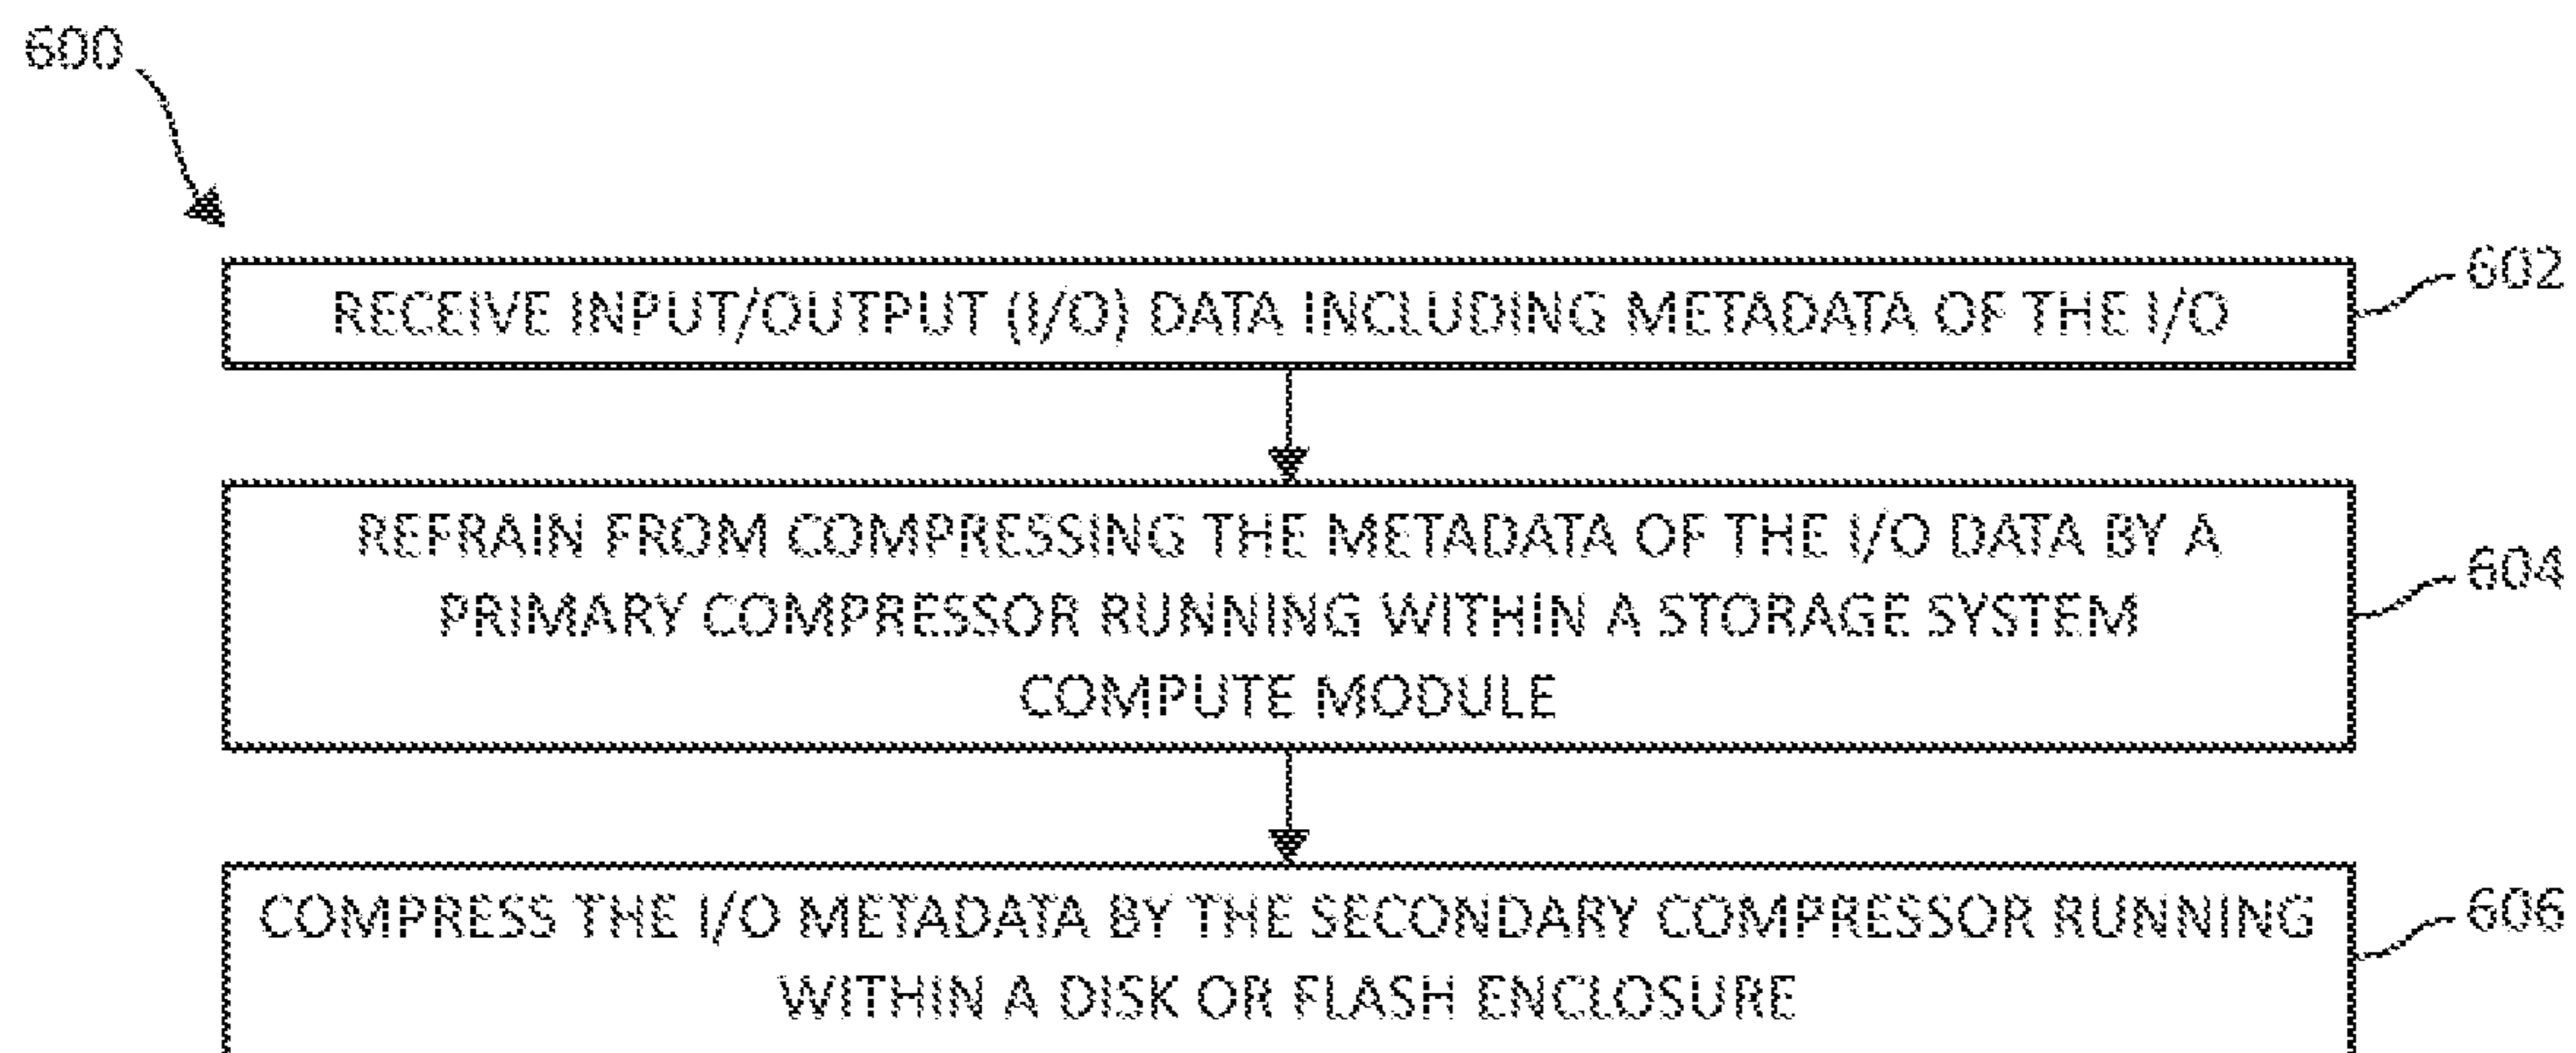 600
RECEIVE INPUT/OUTPUT (I/O) DATA INCLUDING METADATA OF THE I/O
602
REFRAIN FROM COMPRESSING THE METADATA OF THE I/O DATA BY A
PRIMARY COMPRESSOR RUNNING WITHIN A STORAGE SYSTEM
COMPUTE MODULE
604
COMPRESS THE I/O METADATA BY THE SECONDARY COMPRESSOR RUNNING
WITHIN A DISK OR FLASH ENCLOSURE
606